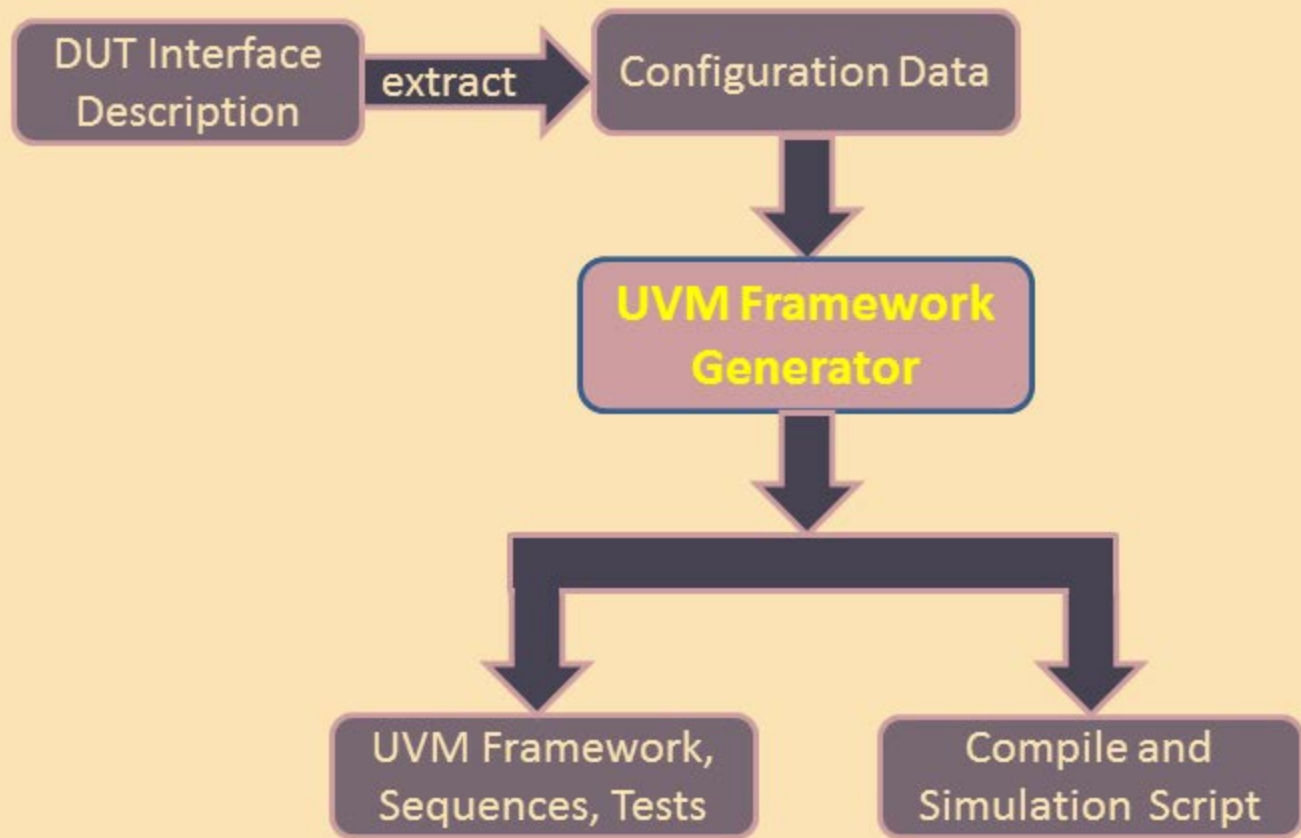 DUT Interface
Description
extract
Configuration Data
UVM Framework
Generator
UVM Framework,
Sequences, Tests
Compile and
Simulation Script